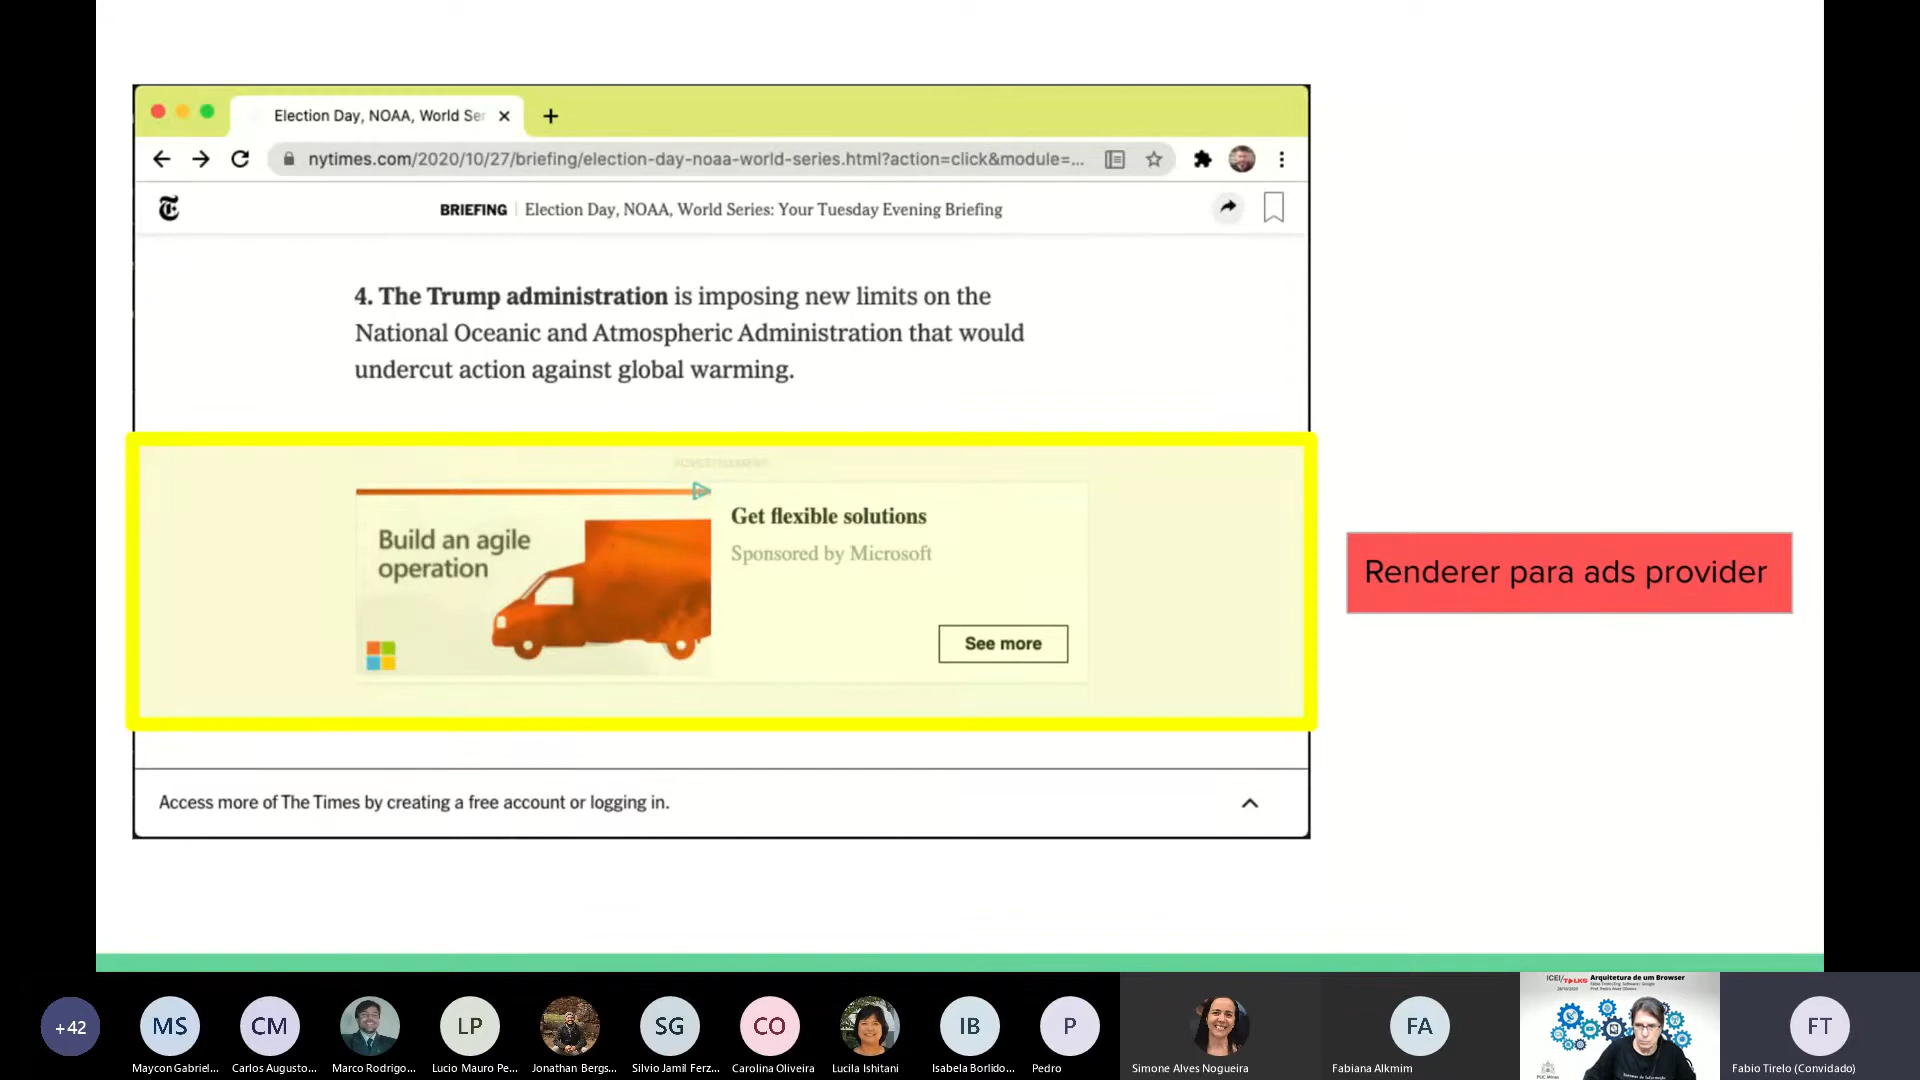 Election Day, NOAA, World Ser
nytimes.com/2020/10/27/briefing/election-day-noaa-world-series.html?action=click&module=...
BRIEFING | Election Day, NOAA, World Series: Your Tuesday Evening Briefing
4. The Trump administration is imposing new limits on the
National Oceanic and Atmospheric Administration that would
undercut action against global warming.
ADVERTISEMENT
Build an agile
operation
Get flexible solutions
Sponsored by Microsoft
See more
Renderer para ads provider
Access more of The Times by creating a free account or logging in.
+42
MS
CM
LP
SG
CO
IB
P
FA
FT
ICEI/TALKS
Arquitetura de um Browser
PUC Minas
Maycon Gabriel...
Carlos Augusto...
Marco Rodrigo...
Lucio Mauro Pe...
Jonathan Bergs...
Silvio Jamil Ferz...
Carolina Oliveira
Lucila Ishitani
Isabela Borlido...
Pedro
Simone Alves Nogueira
Fabiana Alkmim
Fabio Tirelo (Convidado)